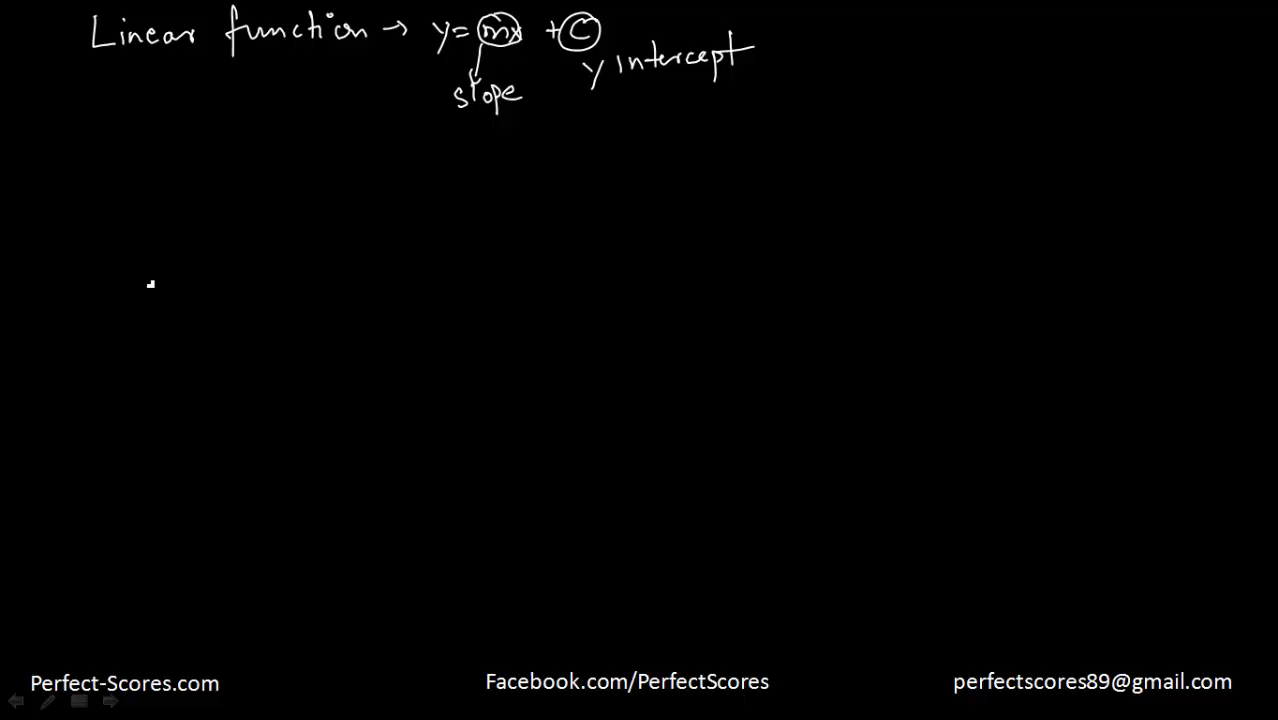 Linear function → y = mx + C
y intercept
slope
Perfect-Scores.com
Facebook.com/PerfectScores
perfectscores89@gmail.com